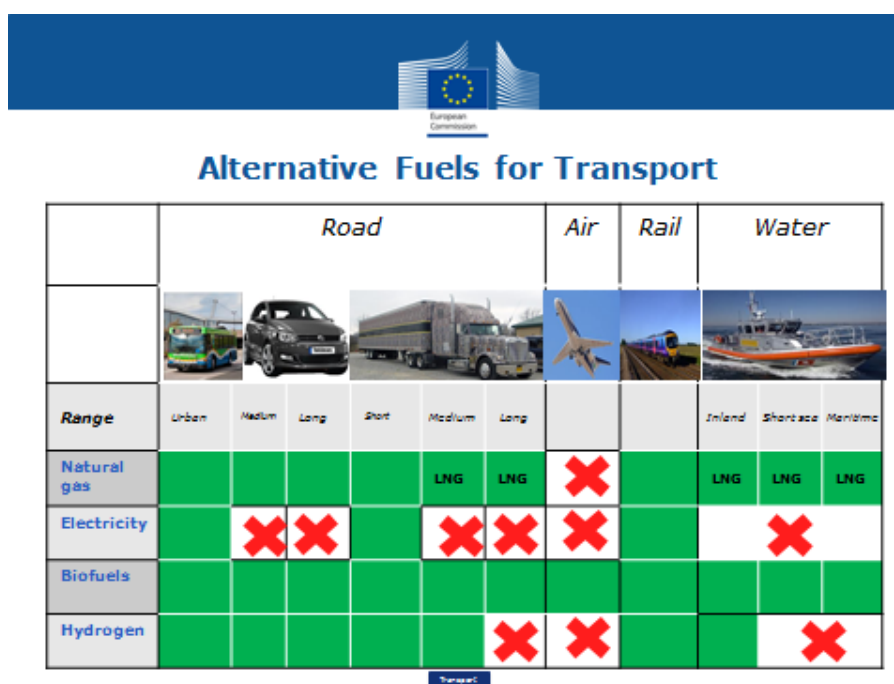 European
Commission
Alternative Fuels for Transport
Road Air Rail Water
Range Urban Medium Long Short Medium Long Inland Short sea Maritime
Natural
gas LNG LNG LNG LNG LNG
Electricity
Biofuels
Hydrogen
Transport